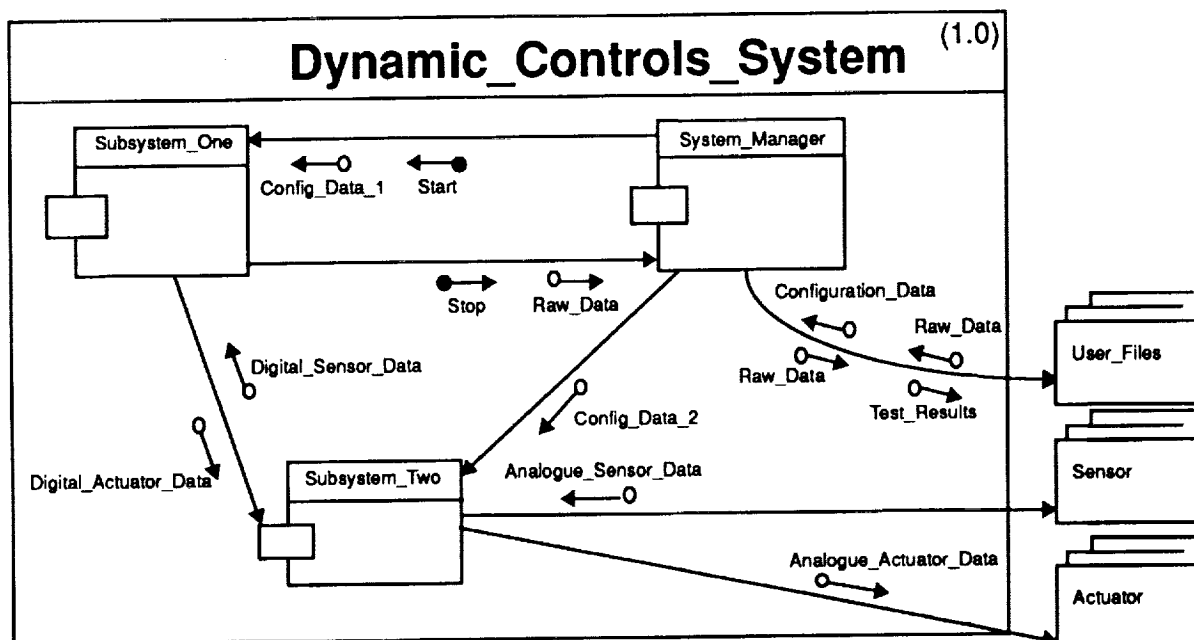 (1.0)
Dynamic_Controls_System
Subsystem_One
System_Manager
Config_Data_1
Start
Stop
Raw_Data
Configuration_Data
Raw_Data
User_Files
Raw_Data
Test_Results
Digital_Sensor_Data
Config_Data_2
Digital_Actuator_Data
Subsystem_Two
Analogue_Sensor_Data
Sensor
Analogue_Actuator_Data
Actuator